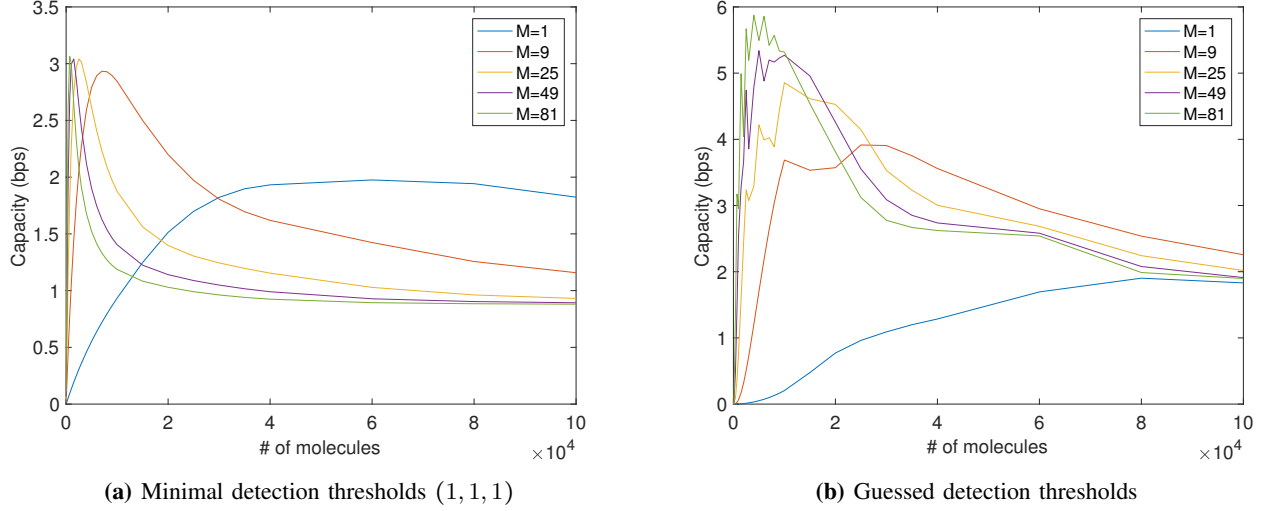 3.5
3
2.5
2
1.5
1
0.5
0
Capacity (bps)
0
2
4
6
8
10
# of molecules
×10^4
M=1
M=9
M=25
M=49
M=81
(a) Minimal detection thresholds (1, 1, 1)
6
5
4
3
2
1
0
Capacity (bps)
0
2
4
6
8
10
# of molecules
×10^4
M=1
M=9
M=25
M=49
M=81
(b) Guessed detection thresholds